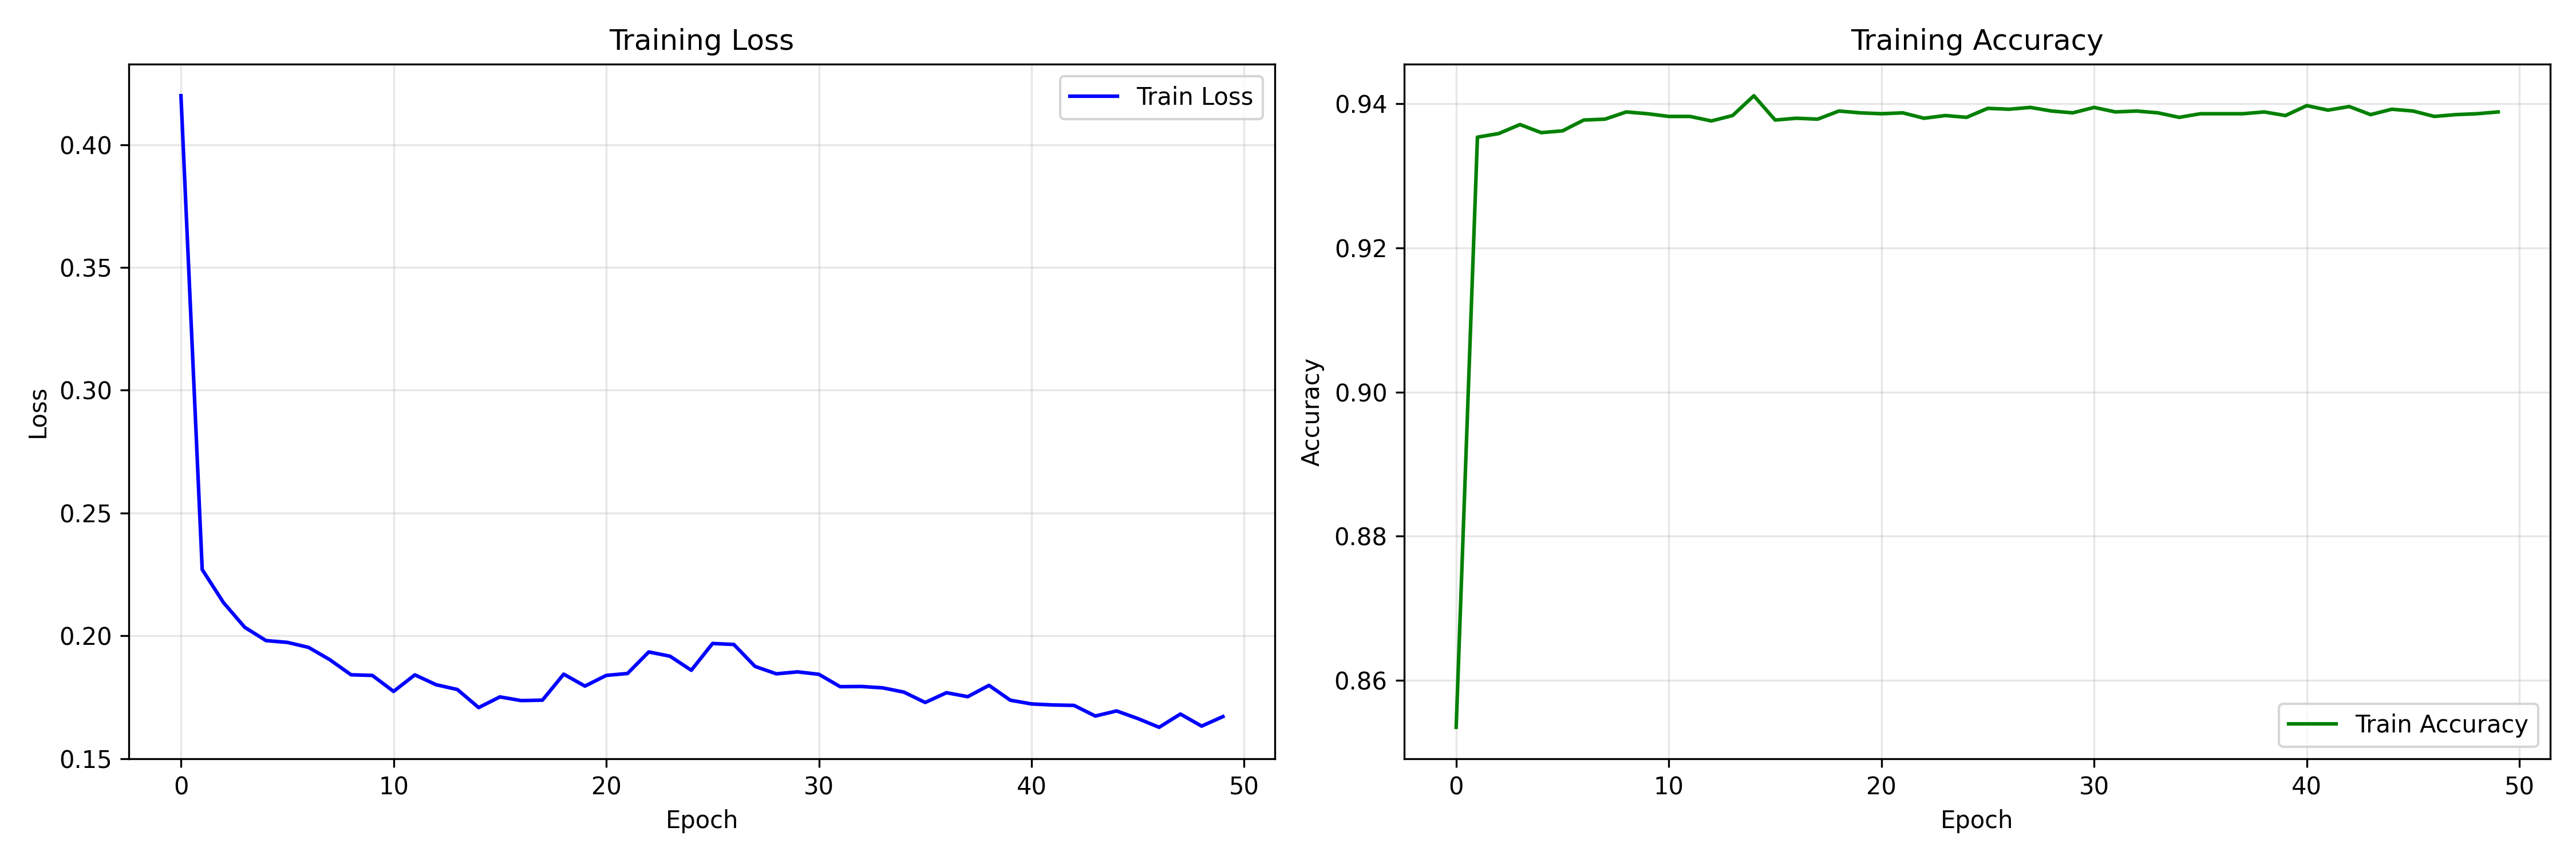 Training Loss
Train Loss
0.40
0.35
0.30
0.25
0.20
0.15
Loss
0 10 20 30 40 50
Epoch
Training Accuracy
0.94
0.92
0.90
0.88
0.86
Accuracy
Train Accuracy
0 10 20 30 40 50
Epoch